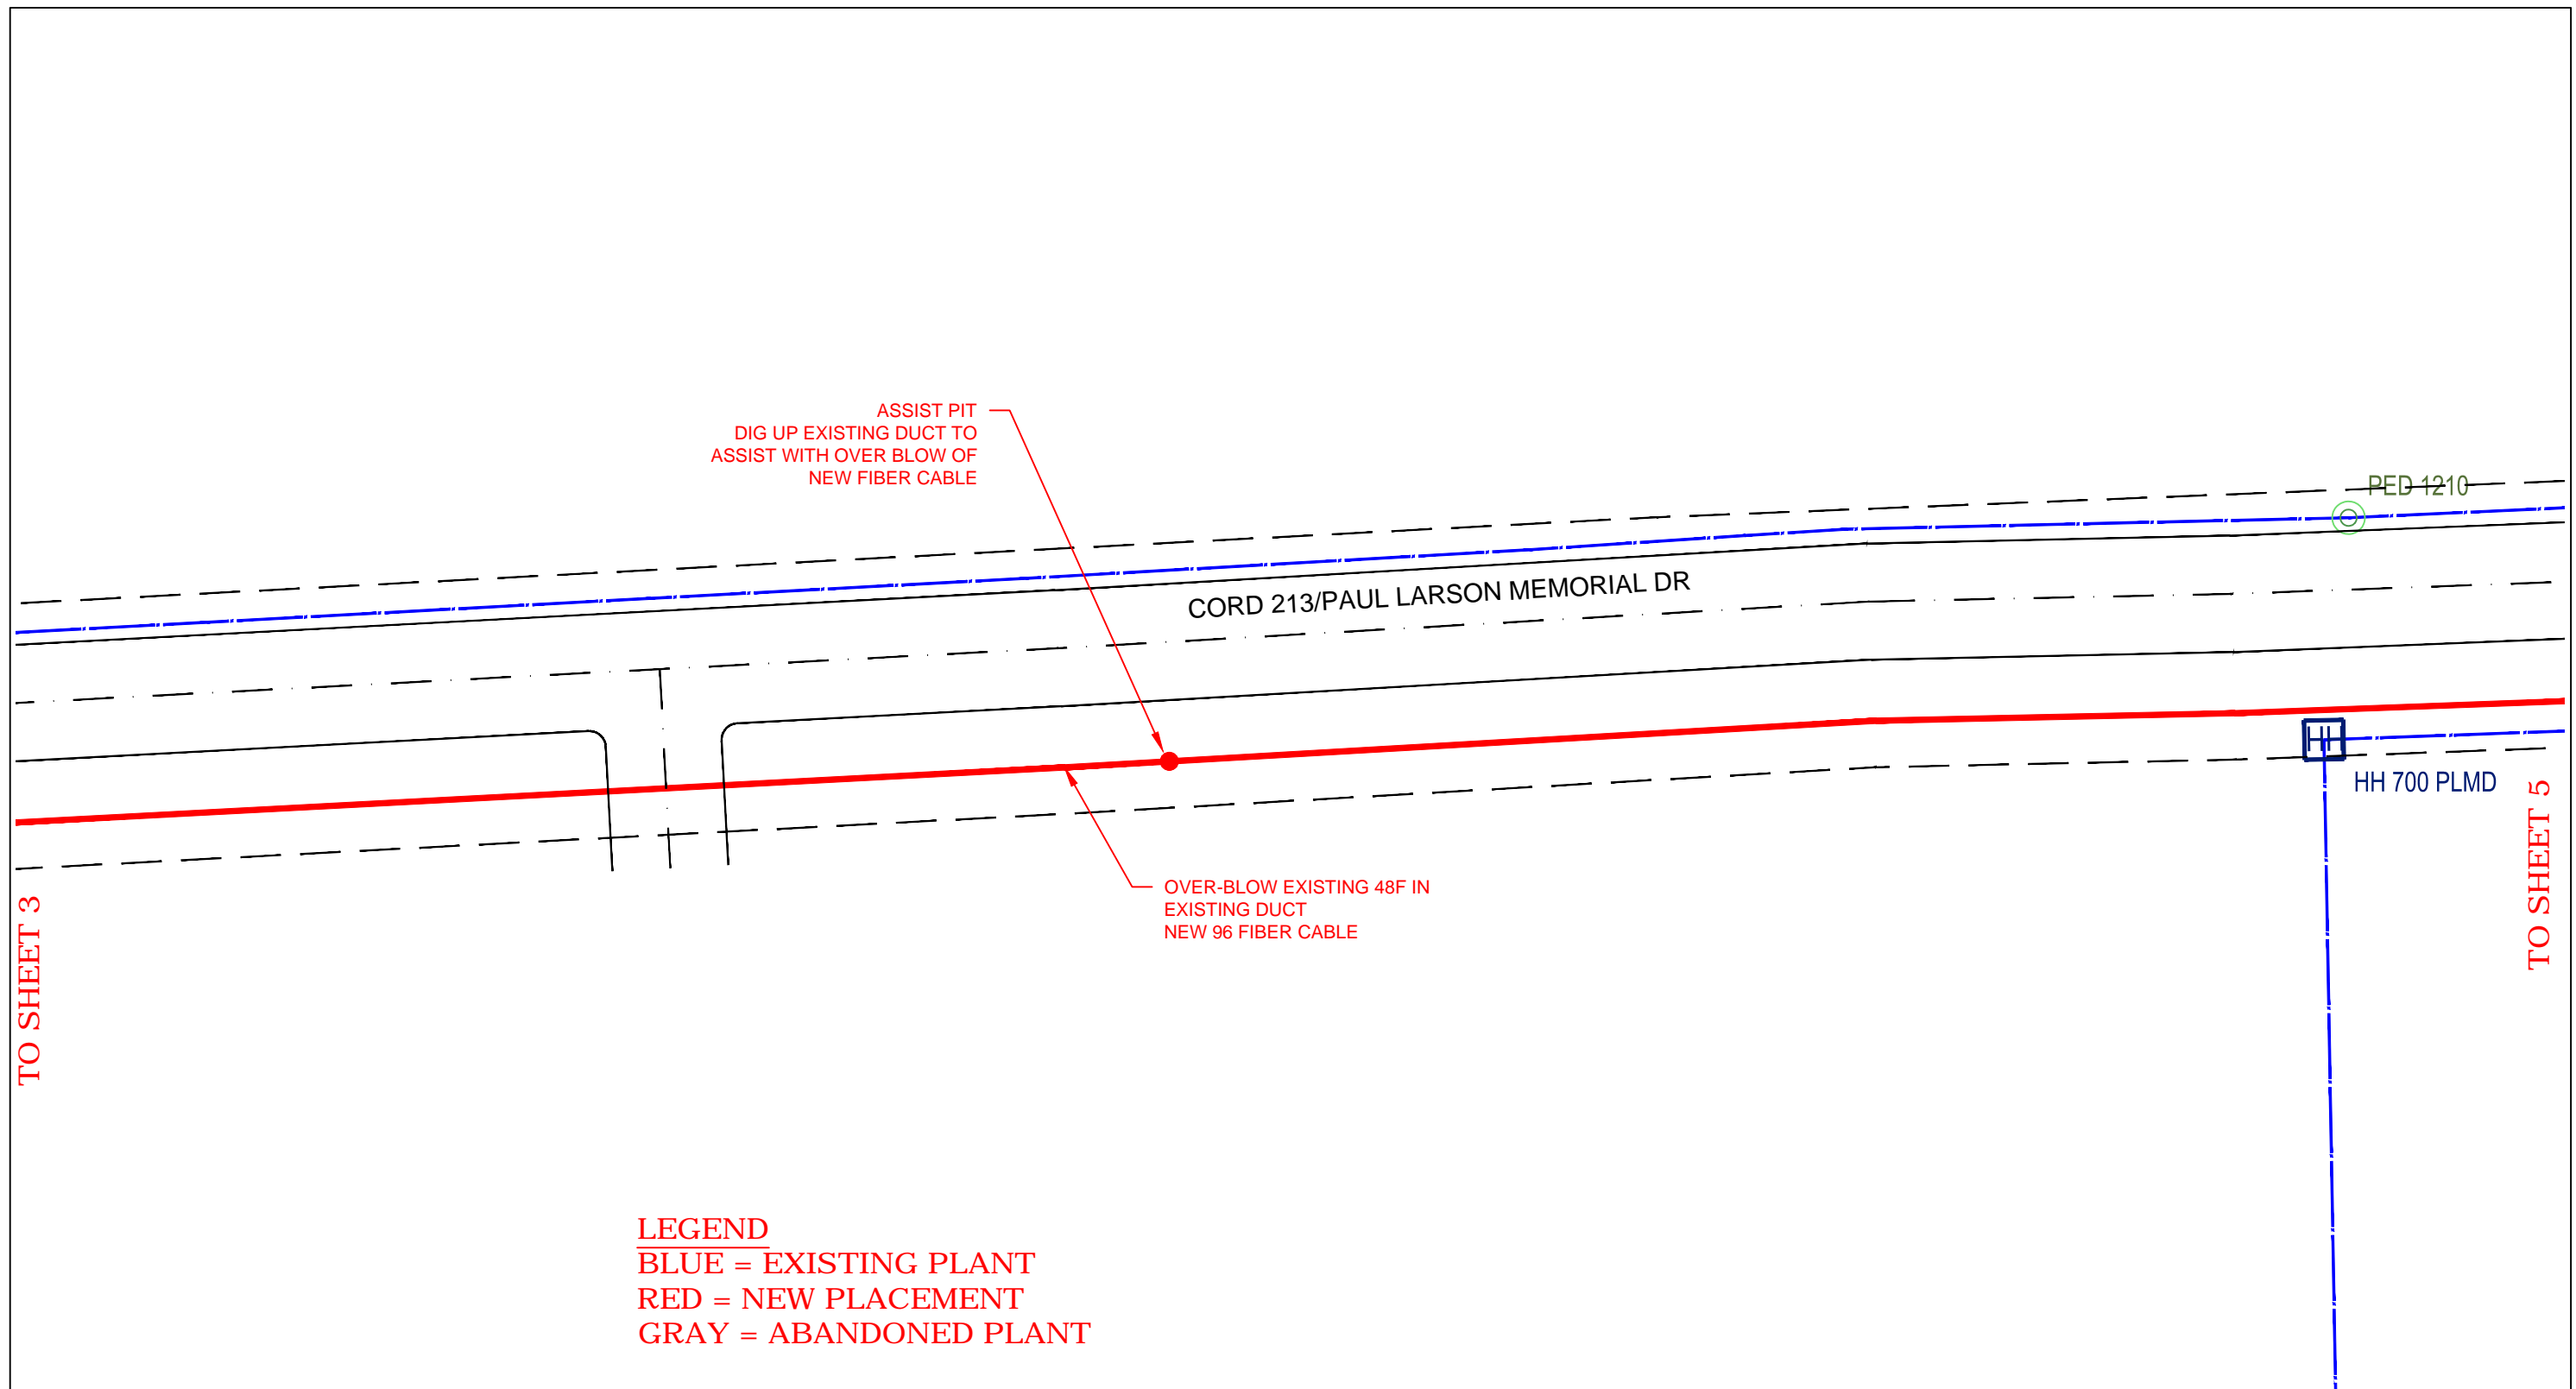 ASSIST PIT
DIG UP EXISTING DUCT TO
ASSIST WITH OVER BLOW OF
NEW FIBER CABLE
PED 1210
CORD 213/PAUL LARSON MEMORIAL DR
HH
HH 700 PLMD
OVER-BLOW EXISTING 48F IN
EXISTING DUCT
NEW 96 FIBER CABLE
TO SHEET 3
TO SHEET 5
LEGEND
BLUE = EXISTING PLANT
RED = NEW PLACEMENT
GRAY = ABANDONED PLANT